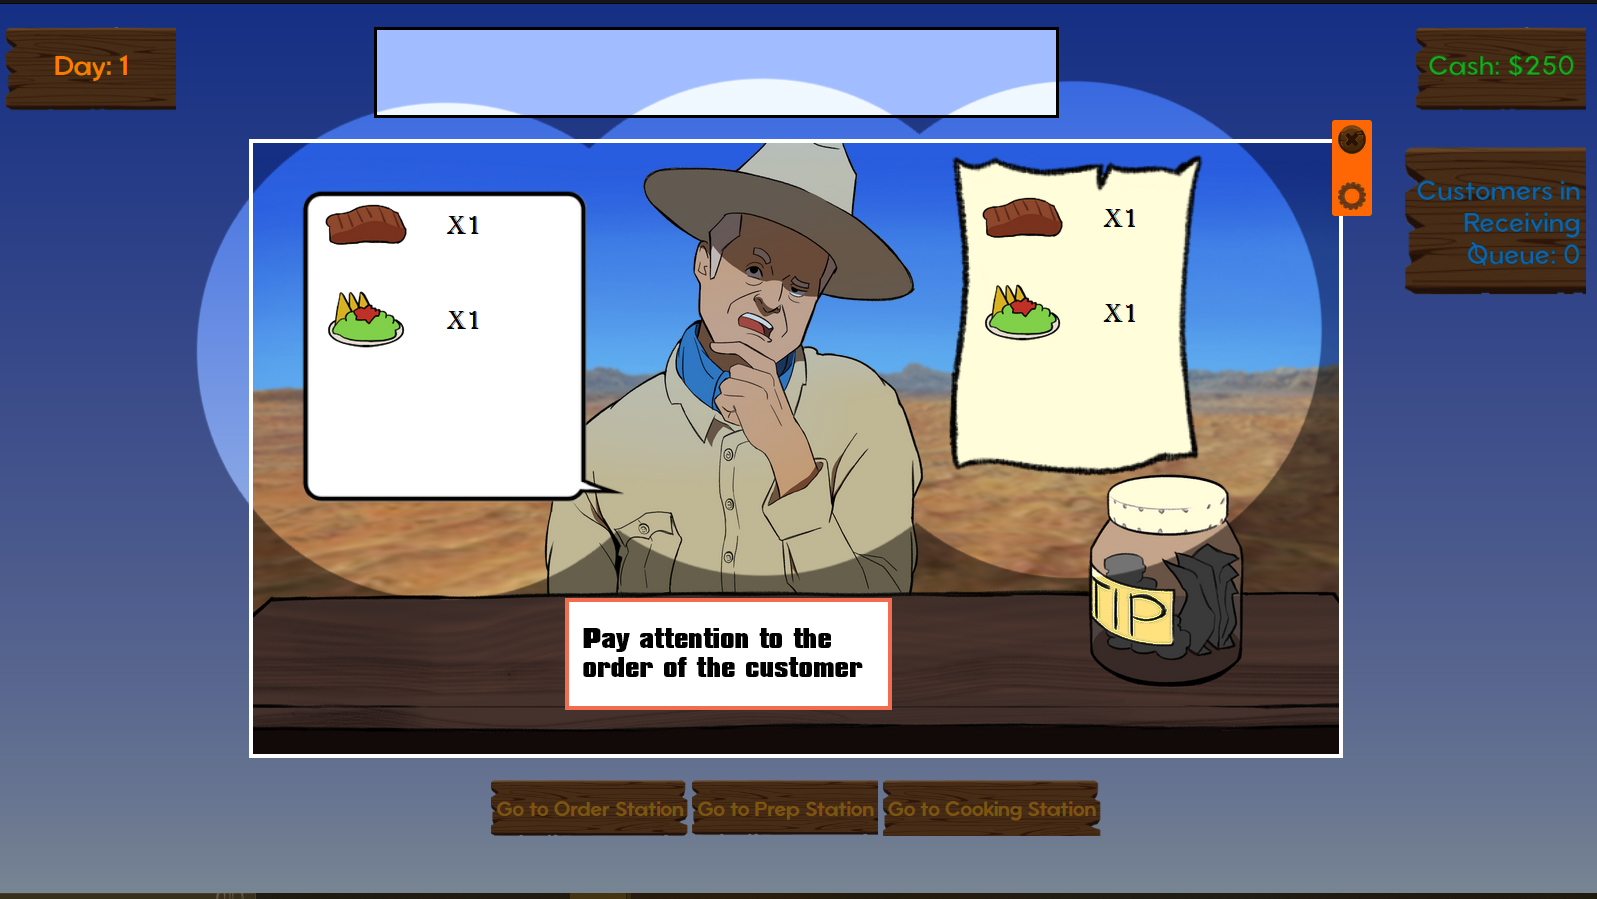 Day: 1
Cash: $250
Customers in
Receiving
Queue: 0
X1
X1
X1
X1
TIP
Pay attention to the
order of the customer
Go to Order Station
Go to Prep Station
Go to Cooking Station